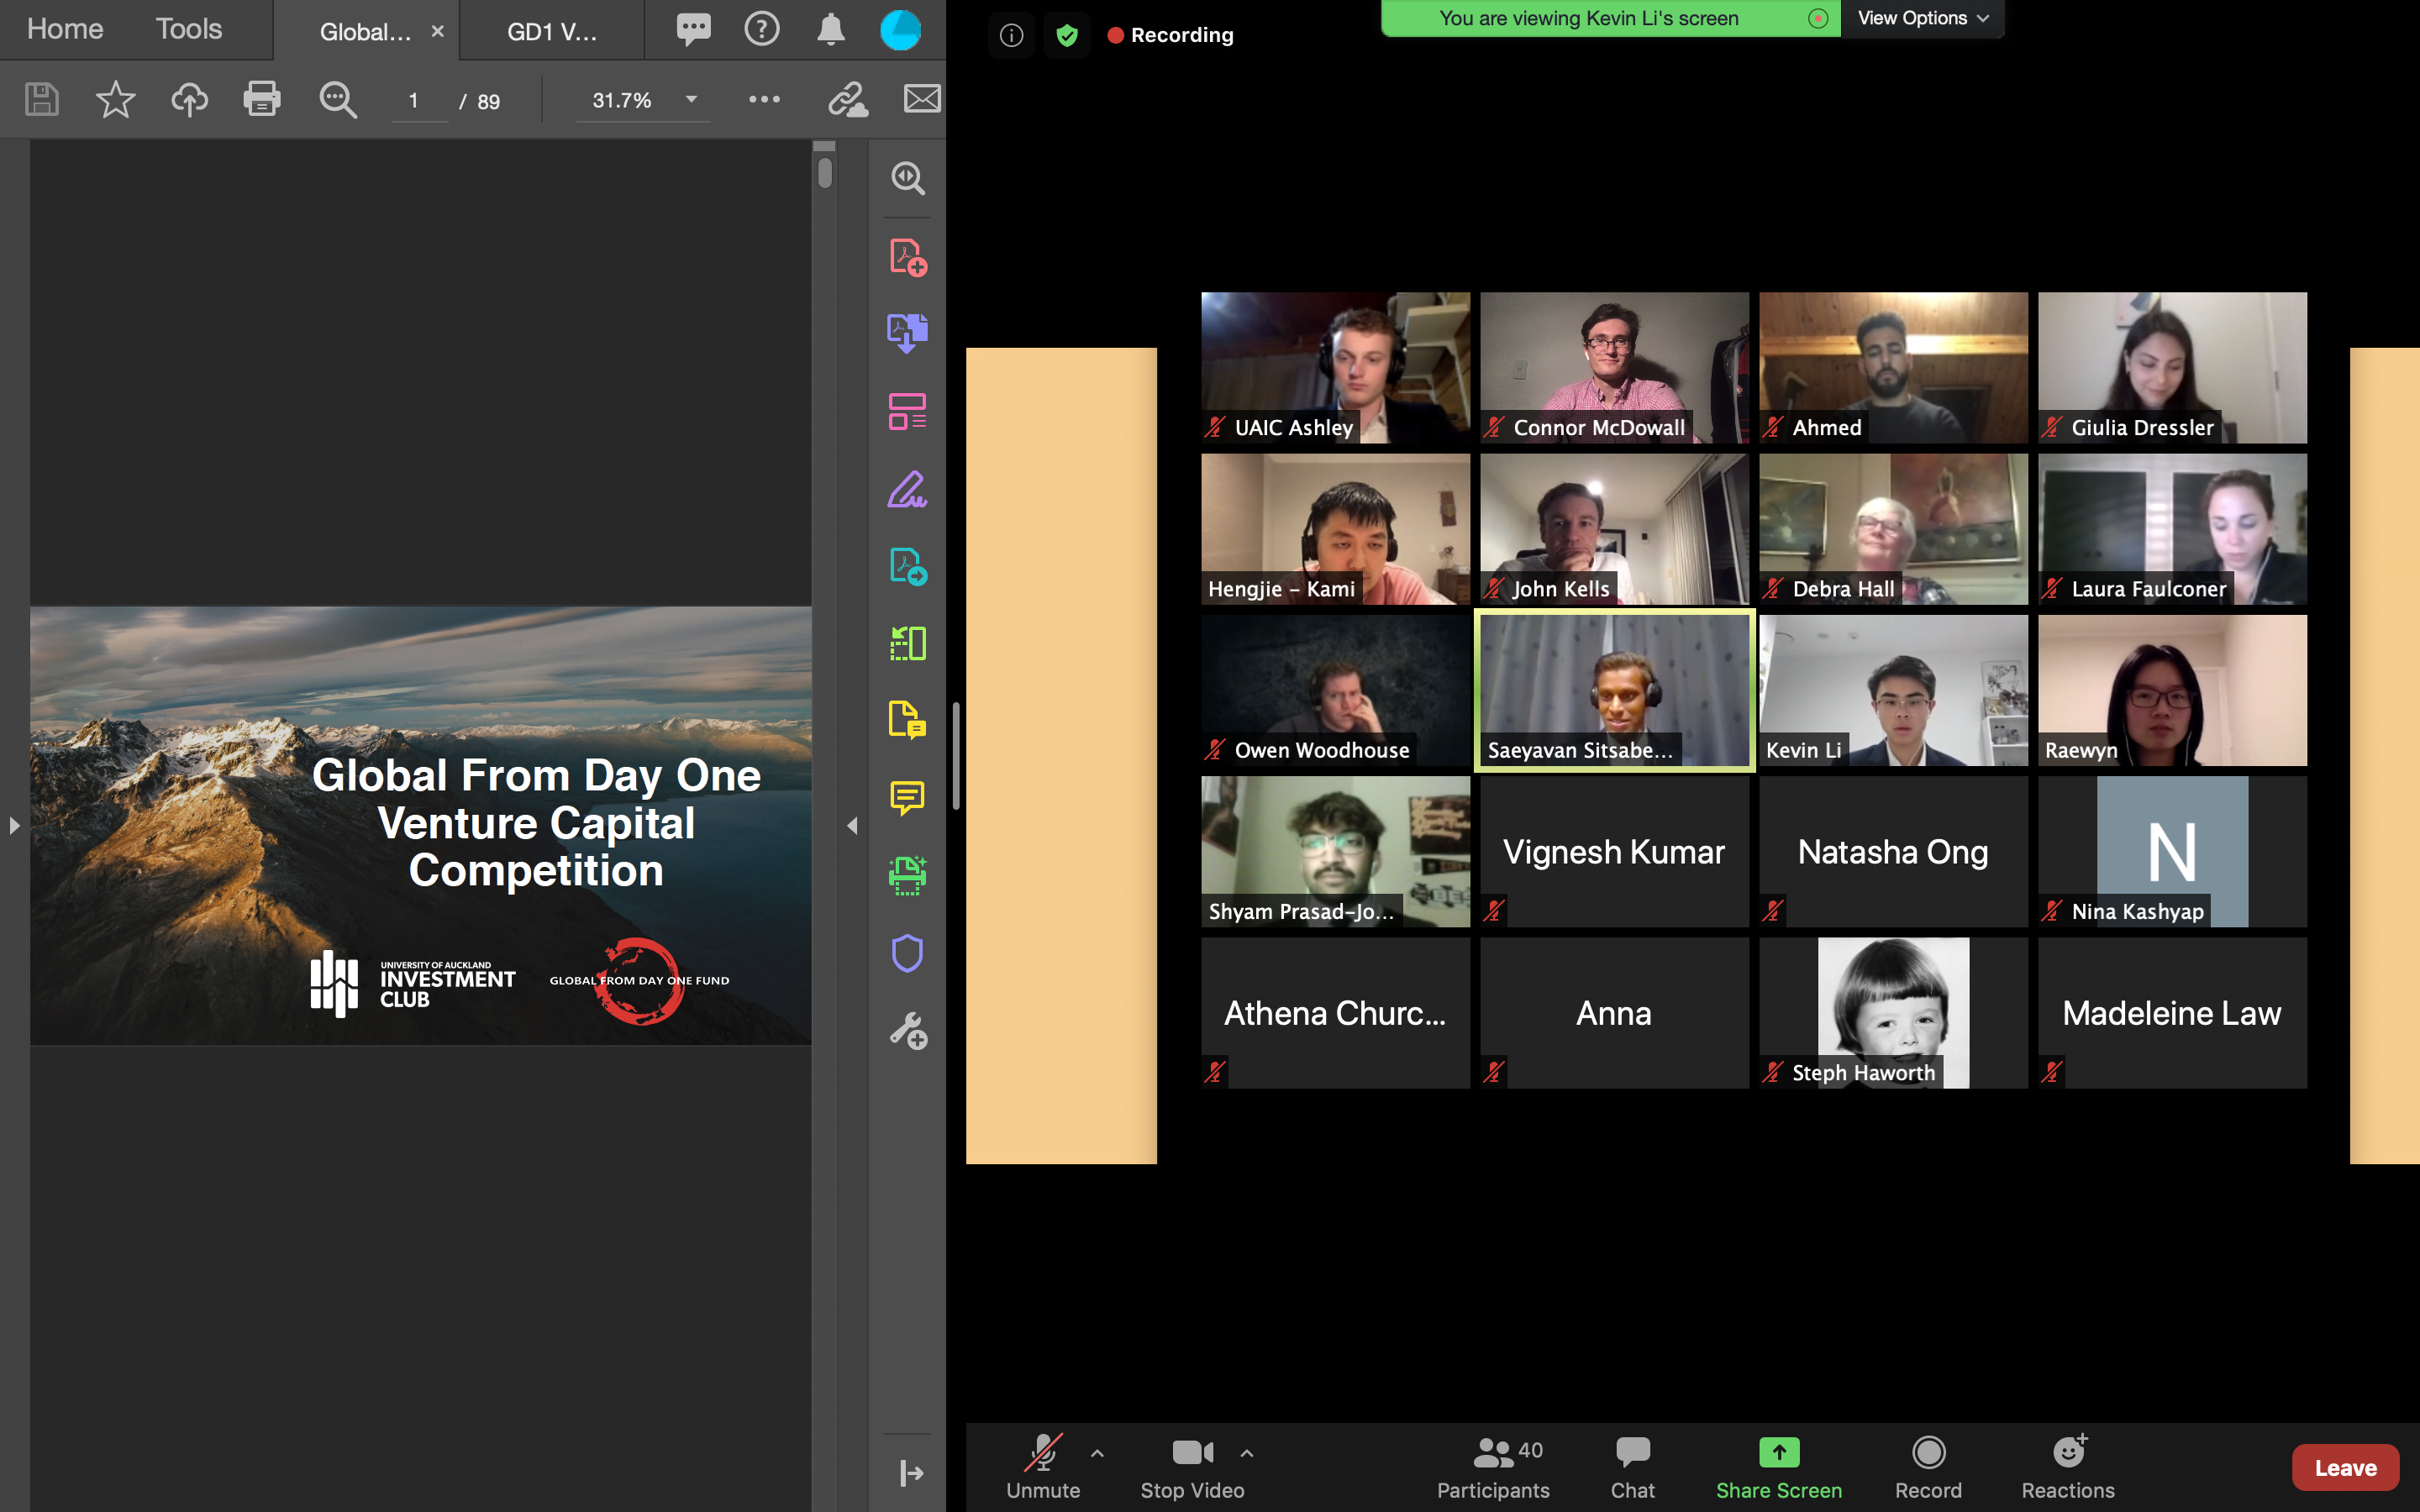 Home
Tools
Global...
GD1 V...
1 / 89
31.7%
Global From Day One
Venture Capital
Competition
UNIVERSITY OF AUCKLAND
INVESTMENT
CLUB
GLOBAL FROM DAY ONE FUND
Recording
You are viewing Kevin Li's screen
View Options
UAIC Ashley
Connor McDowall
Ahmed
Giulia Dressler
Hengjie – Kami
John Kells
Debra Hall
Laura Faulconer
Owen Woodhouse
Saeyavan Sitsabe...
Kevin Li
Raewyn
Shyam Prasad-Jo...
Vignesh Kumar
Natasha Ong
N
Nina Kashyap
Athena Churc...
Anna
Steph Haworth
Madeleine Law
Unmute
Stop Video
40
Participants
Chat
Share Screen
Record
Reactions
Leave